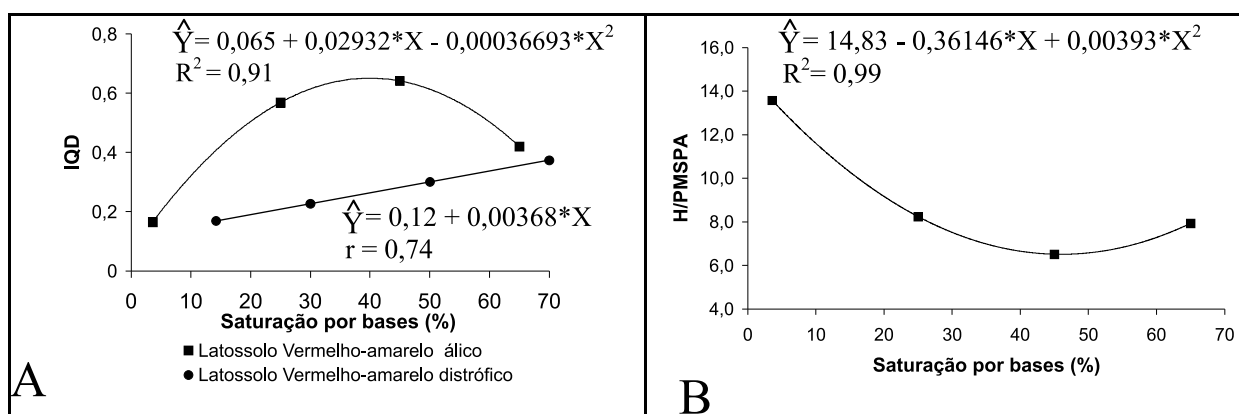 Ŷ= 0,065 + 0,02932*X - 0,00036693*X²
R² = 0,91
0,8
0,6
0,4
0,2
0
IQD
Ŷ= 0,12 + 0,00368*X
r = 0,74
0 10 20 30 40 50 60 70
Saturação por bases (%)
■ Latossolo Vermelho-amarelo álico
● Latossolo Vermelho-amarelo distrófico
A
Ŷ = 14,83 - 0,36146*X + 0,00393*X²
R² = 0,99
16,0
14,0
12,0
10,0
8,0
6,0
4,0
H/PMSPA
0 10 20 30 40 50 60 70
Saturação por bases (%)
B